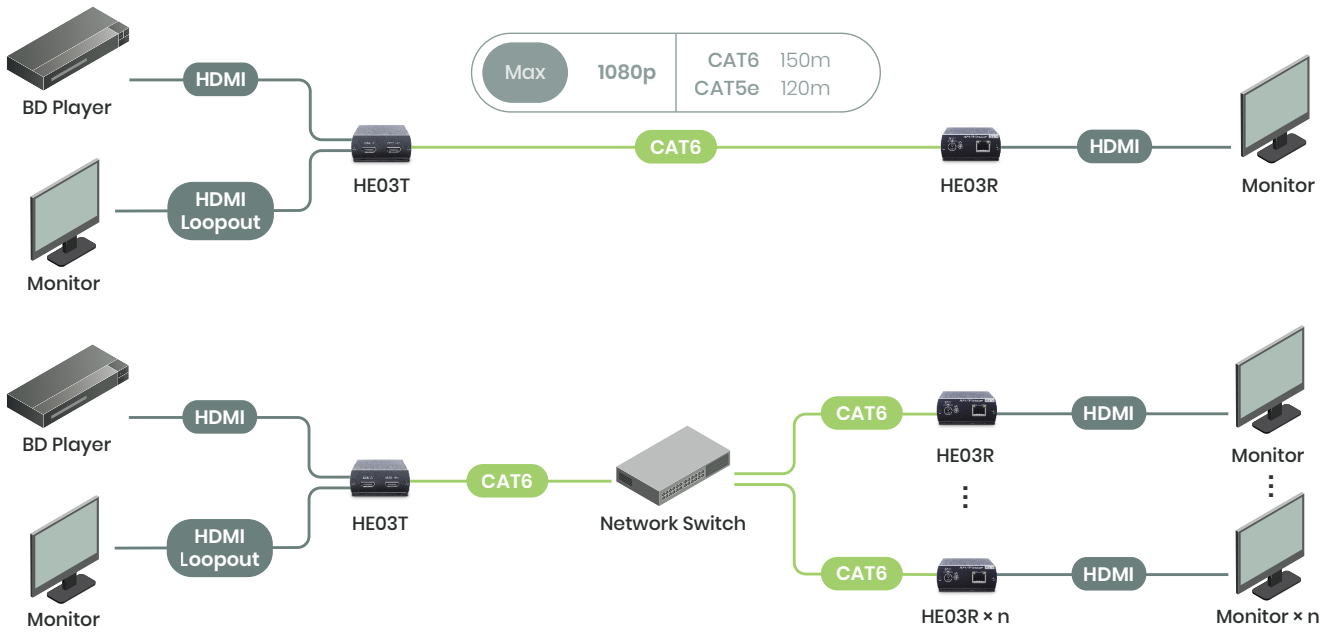 Max 1080p CAT6 150m
CAT5e 120m
HDMI
BD Player
HE03T
CAT6
HE03R
HDMI
Monitor
HDMI
Loopout
Monitor
HDMI
BD Player
HE03T
HDMI
Loopout
Monitor
CAT6
Network Switch
CAT6
HE03R
HDMI
Monitor
CAT6
HE03R × n
HDMI
Monitor × n